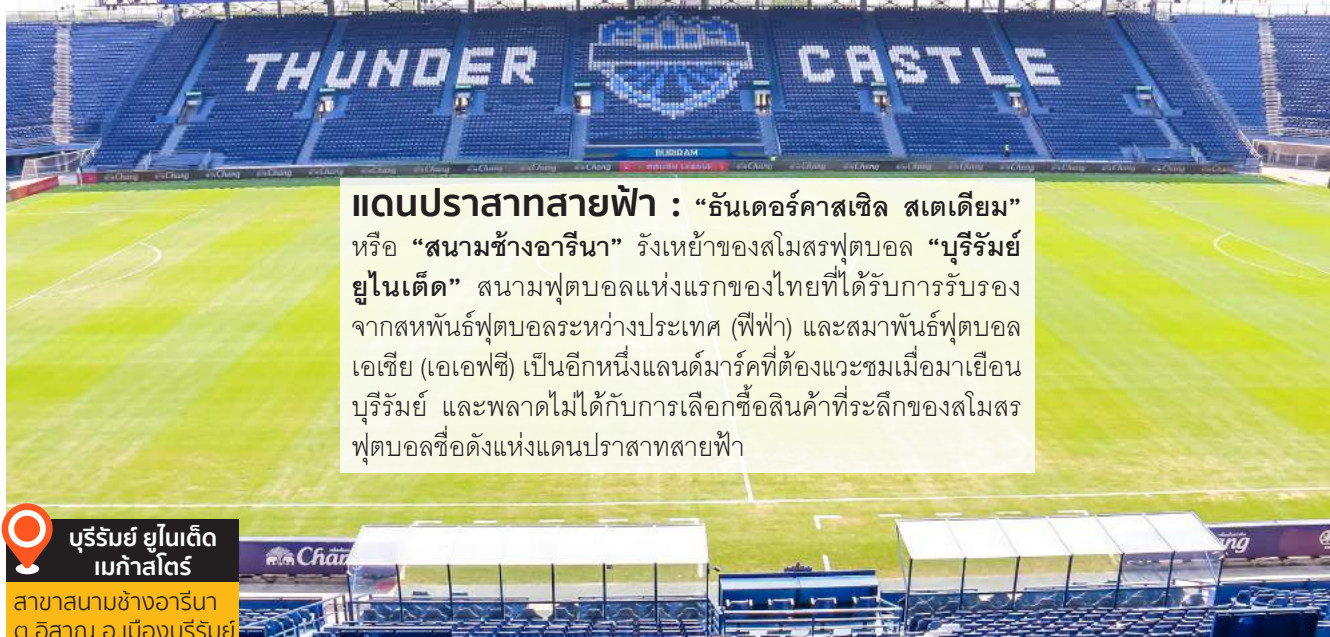 THUNDER CASTLE
BURIRAM
แดนปราสาทสายฟ้า : “ธันเดอร์คาสเซิล สเตเดียม”
หรือ “สนามช้างอารีนา” รังเหย้าของสโมสรฟุตบอล “บุรีรัมย์
ยูไนเต็ด” สนามฟุตบอลแห่งแรกของไทยที่ได้รับการรับรอง
จากสหพันธ์ฟุตบอลระหว่างประเทศ (ฟีฟ่า) และสมาพันธ์ฟุตบอล
เอเชีย (เอเอฟซี) เป็นอีกหนึ่งแลนด์มาร์คที่ต้องแวะชมเมื่อมาเยือน
บุรีรัมย์ และพลาดไม่ได้กับการเลือกซื้อสินค้าที่ระลึกของสโมสร
ฟุตบอลชื่อดังแห่งแดนปราสาทสายฟ้า
บุรีรัมย์ ยูไนเต็ด
เมก้าสโตร์
สาขาสนามช้างอารีนา
ต.อิสาณ อ.เมืองบุรีรัมย์
Chang